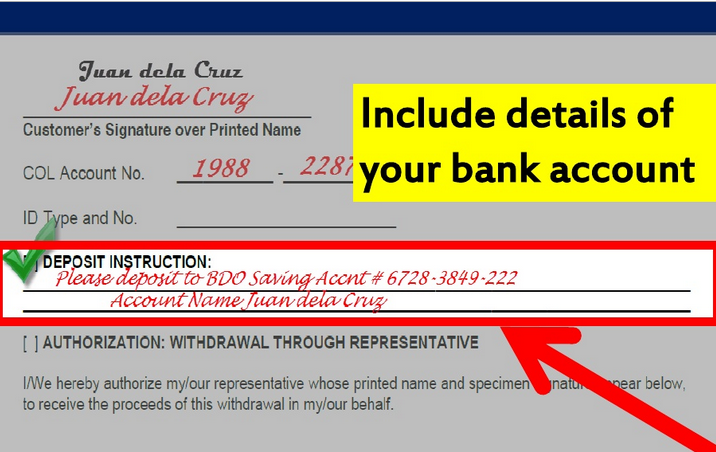 Juan dela Cruz
Juan dela Cruz
Customer's Signature over Printed Name
Include details of
your bank account
COL Account No. 1988 - 2287
ID Type and No.
[ ] DEPOSIT INSTRUCTION:
Please deposit to BDO Saving Accnt # 6728-3849-222
Account Name Juan dela Cruz
[ ] AUTHORIZATION: WITHDRAWAL THROUGH REPRESENTATIVE
I/We hereby authorize my/our representative whose printed name and specimen below,
to receive the proceeds of this withdrawal in my/our behalf.